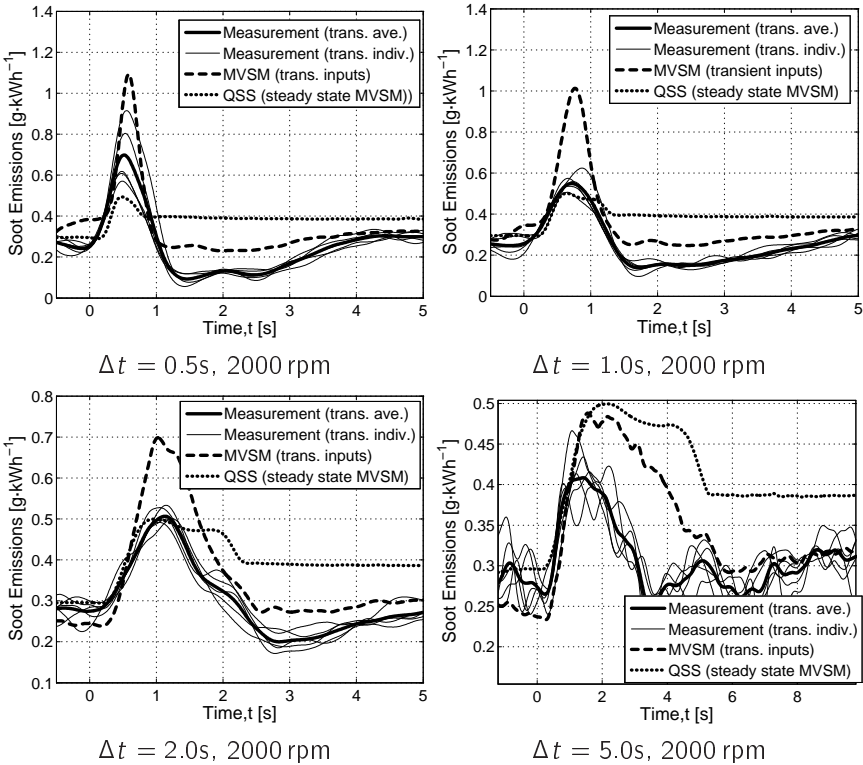 1.4
1.2
1
0.8
0.6
0.4
0.2
0
Soot Emissions [g·kWh⁻¹]
Measurement (trans. ave.)
Measurement (trans. indiv.)
MVSM (trans. inputs)
QSS (steady state MVSM))
0 1 2 3 4 5
Time,t [s]
Δt = 0.5s, 2000 rpm
1.4
1.2
1
0.8
0.6
0.4
0.2
0
Soot Emissions [g·kWh⁻¹]
Measurement (trans. ave.)
Measurement (trans. indiv.)
MVSM (transient inputs)
QSS (steady state MVSM)
0 1 2 3 4 5
Time,t [s]
Δt = 1.0s, 2000 rpm
0.8
0.7
0.6
0.5
0.4
0.3
0.2
0.1
Soot Emissions [g·kWh⁻¹]
Measurement (trans. ave.)
Measurement (trans. indiv.)
MVSM (trans. inputs)
QSS (steady state MVSM)
0 1 2 3 4 5
Time,t [s]
Δt = 2.0s, 2000 rpm
0.5
0.45
0.4
0.35
0.3
0.25
0.2
Soot Emissions [g·kWh⁻¹]
Measurement (trans. ave.)
Measurement (trans. indiv.)
MVSM (trans. inputs)
QSS (steady state MVSM)
0 2 4 6 8
Time,t [s]
Δt = 5.0s, 2000 rpm